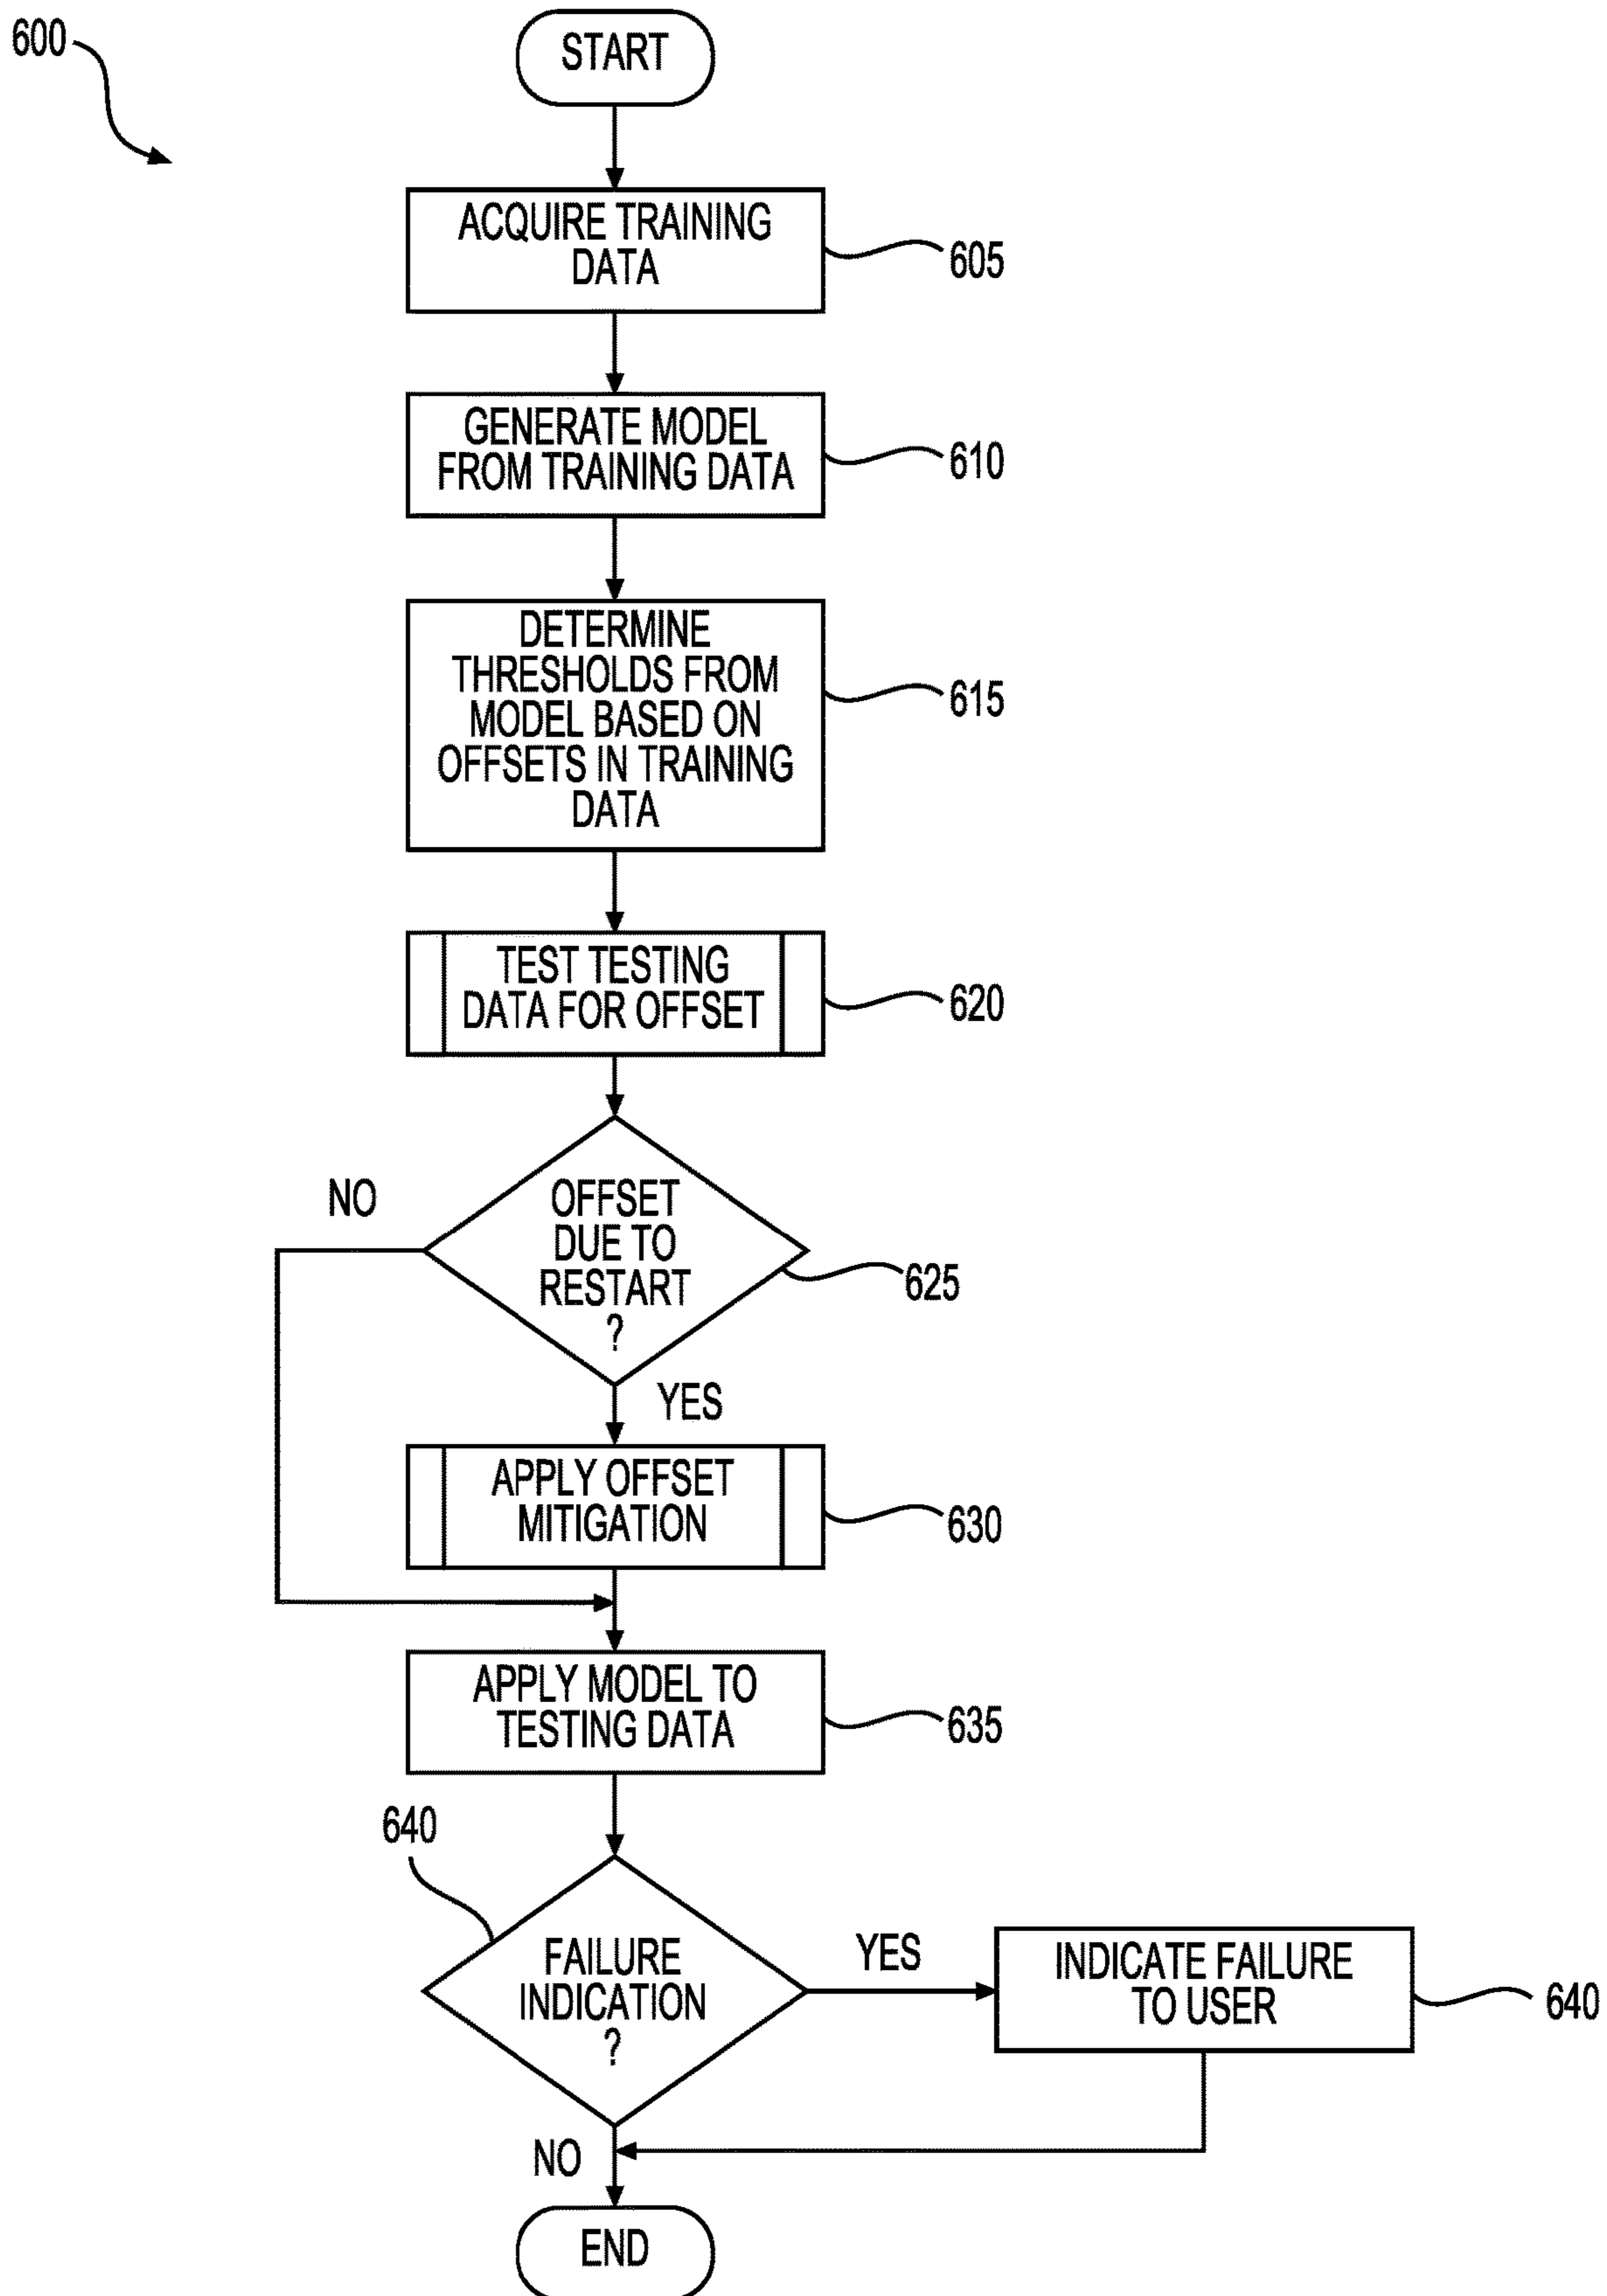 600
START
ACQUIRE TRAINING
DATA
605
GENERATE MODEL
FROM TRAINING DATA
610
DETERMINE
THRESHOLDS FROM
MODEL BASED ON
OFFSETS IN TRAINING
DATA
615
TEST TESTING
DATA FOR OFFSET
620
NO
OFFSET
DUE TO
RESTART
?
625
YES
APPLY OFFSET
MITIGATION
630
APPLY MODEL TO
TESTING DATA
635
640
FAILURE
INDICATION
?
YES
INDICATE FAILURE
TO USER
640
NO
END